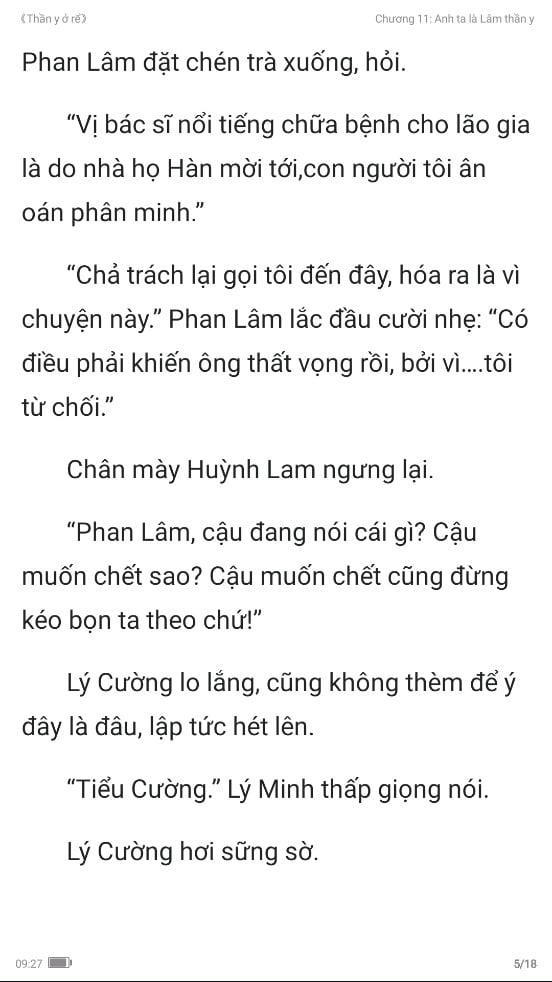 《Thần y ở rể》 Chương 11: Anh ta là Lâm thần y
Phan Lâm đặt chén trà xuống, hỏi.
“Vị bác sĩ nổi tiếng chữa bệnh cho lão gia
là do nhà họ Hàn mời tới,con người tôi ân
oán phân minh.”
“Chả trách lại gọi tôi đến đây, hóa ra là vì
chuyện này.” Phan Lâm lắc đầu cười nhẹ: “Có
điều phải khiến ông thất vọng rồi, bởi vì....tôi
từ chối.”
Chân mày Huỳnh Lam ngưng lại.
“Phan Lâm, cậu đang nói cái gì? Cậu
muốn chết sao? Cậu muốn chết cũng đừng
kéo bọn ta theo chứ!”
Lý Cường lo lắng, cũng không thèm để ý
đây là đâu, lập tức hét lên.
“Tiểu Cường.” Lý Minh thấp giọng nói.
Lý Cường hơi sững sờ.
09:27 5/18